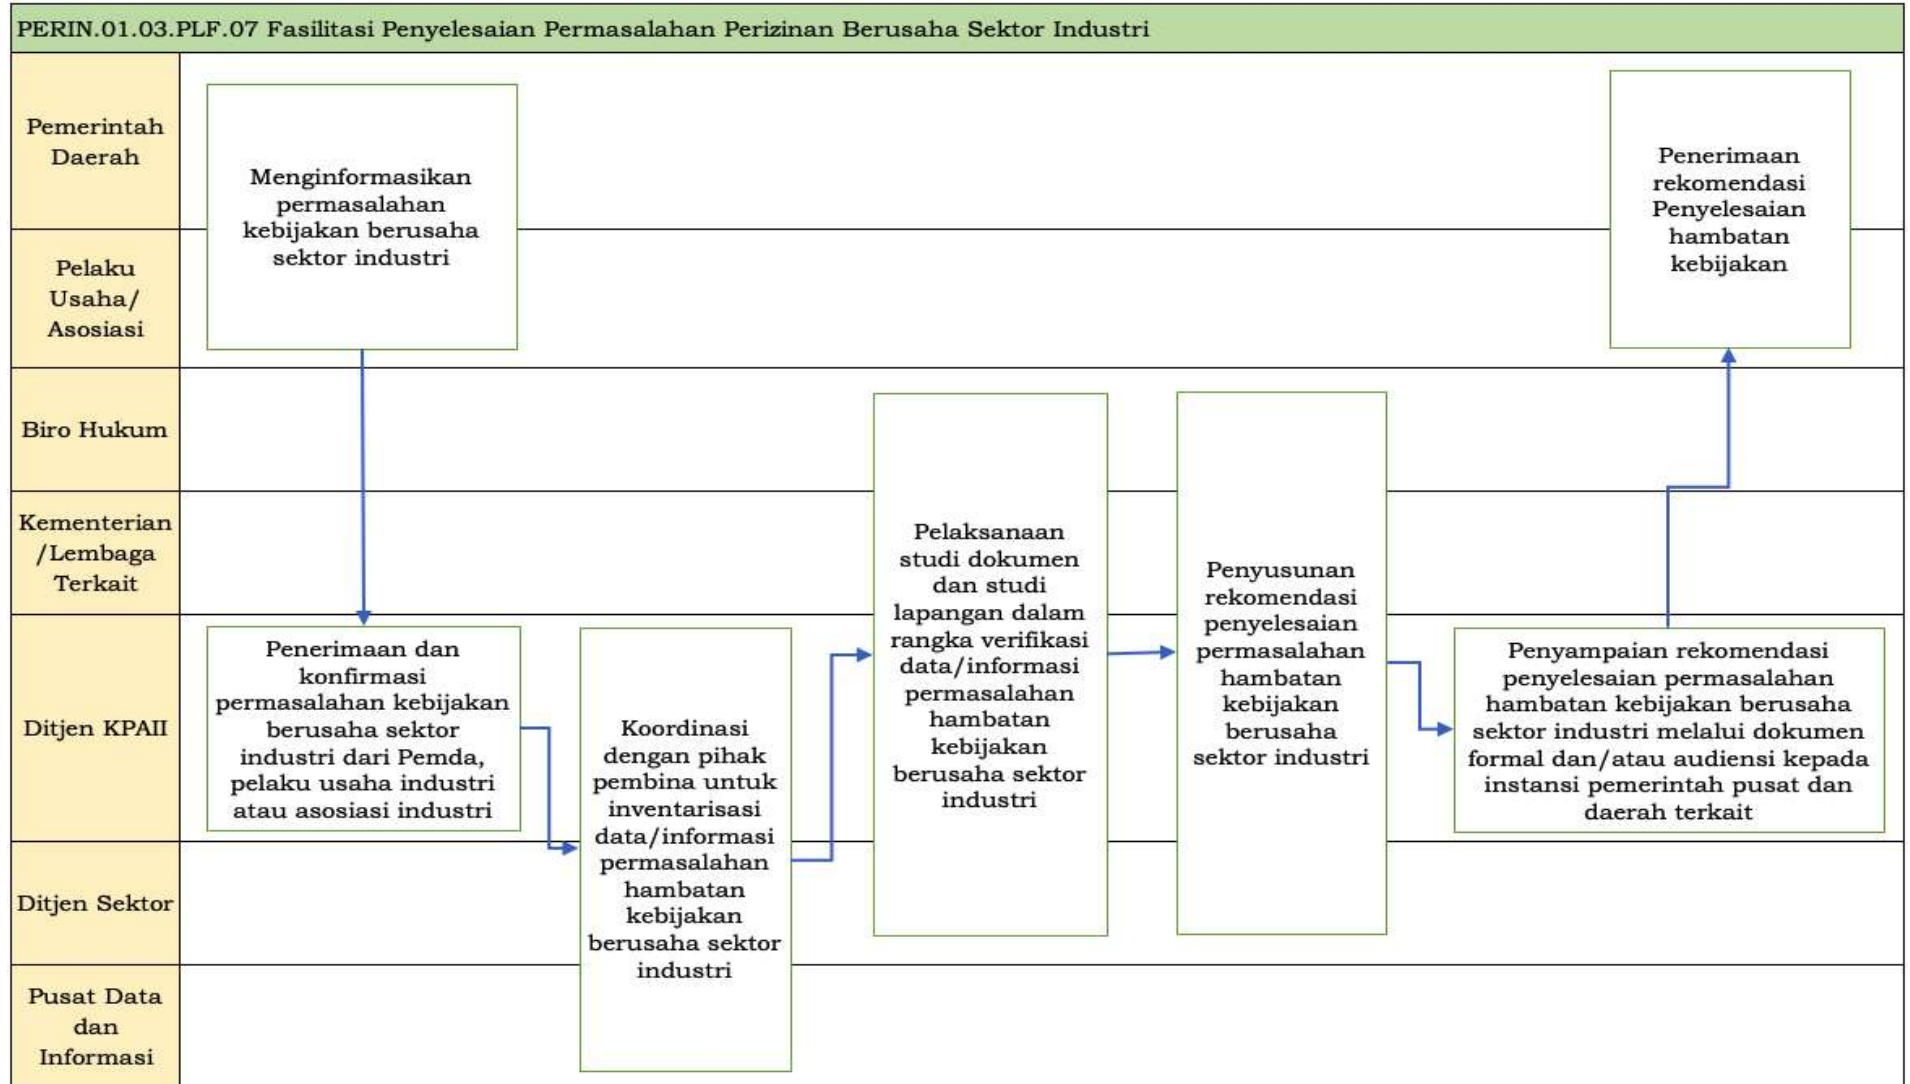 PERIN.01.03.PLF.07 Fasilitasi Penyelesaian Permasalahan Perizinan Berusaha Sektor Industri
Pemerintah
Daerah
Menginformasikan
permasalahan
kebijakan berusaha
sektor industri
Penerimaan
rekomendasi
Penyelesaian
hambatan
kebijakan
Pelaku
Usaha/
Asosiasi
Biro Hukum
Kementerian
/Lembaga
Terkait
Ditjen KPAII
Penerimaan dan
konfirmasi
permasalahan kebijakan
berusaha sektor
industri dari Pemda,
pelaku usaha industri
atau asosiasi industri
Koordinasi
dengan pihak
pembina untuk
inventarisasi
data/informasi
permasalahan
hambatan
kebijakan
berusaha sektor
industri
Pelaksanaan
studi dokumen
dan studi
lapangan dalam
rangka verifikasi
data/informasi
permasalahan
hambatan
kebijakan
berusaha sektor
industri
Penyusunan
rekomendasi
penyelesaian
permasalahan
hambatan
kebijakan
berusaha
sektor industri
Penyampaian rekomendasi
penyelesaian permasalahan
hambatan kebijakan berusaha
sektor industri melalui dokumen
formal dan/atau audiensi kepada
instansi pemerintah pusat dan
daerah terkait
Ditjen Sektor
Pusat Data
dan
Informasi